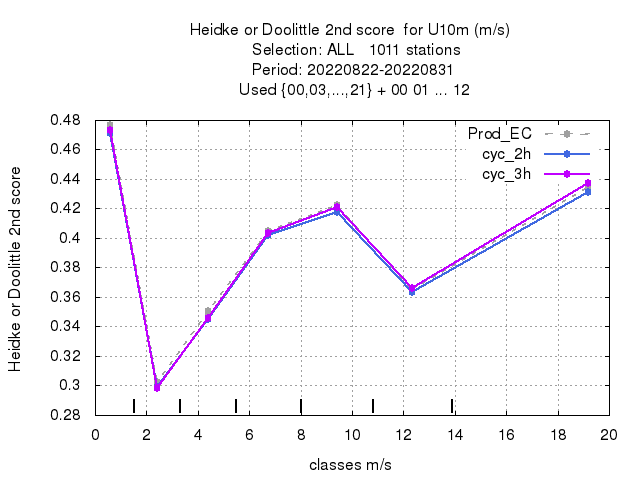 Heidke or Doolittle 2nd score  for U10m (m/s)
Selection: ALL   1011 stations
Period: 20220822-20220831
Used {00,03,...,21} + 00 01 ... 12
Heidke or Doolittle 2nd score
0.48
0.46
0.44
0.42
0.4
0.38
0.36
0.34
0.32
0.3
0.28
Prod_EC
cyc_2h
cyc_3h
0 2 4 6 8 10 12 14 16 18 20
classes m/s